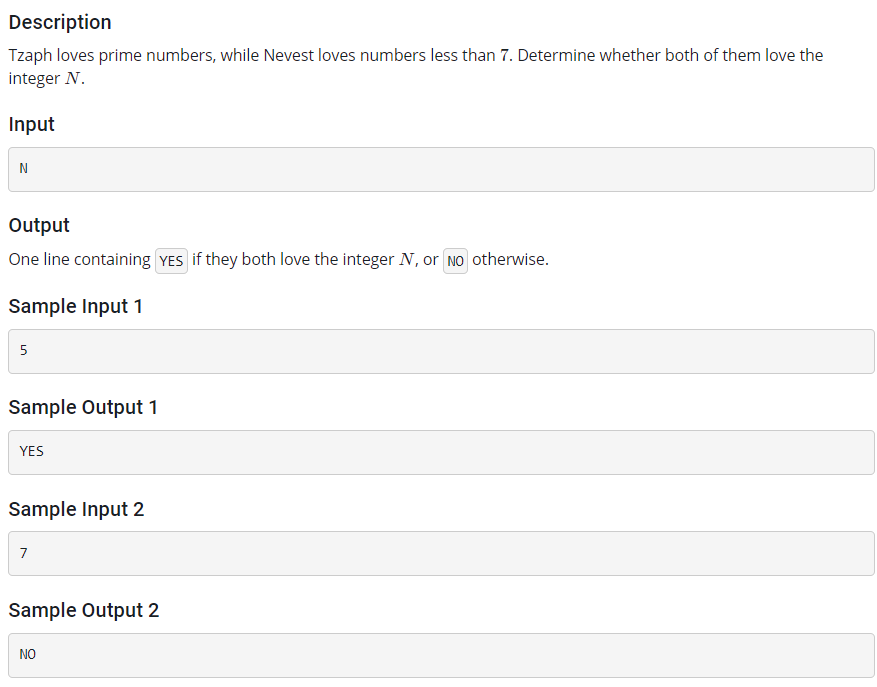 Description
Tzaph loves prime numbers, while Nevest loves numbers less than 7. Determine whether both of them love the
integer N.
Input
N
Output
One line containing YES if they both love the integer N, or NO otherwise.
Sample Input 1
5
Sample Output 1
YES
Sample Input 2
7
Sample Output 2
NO